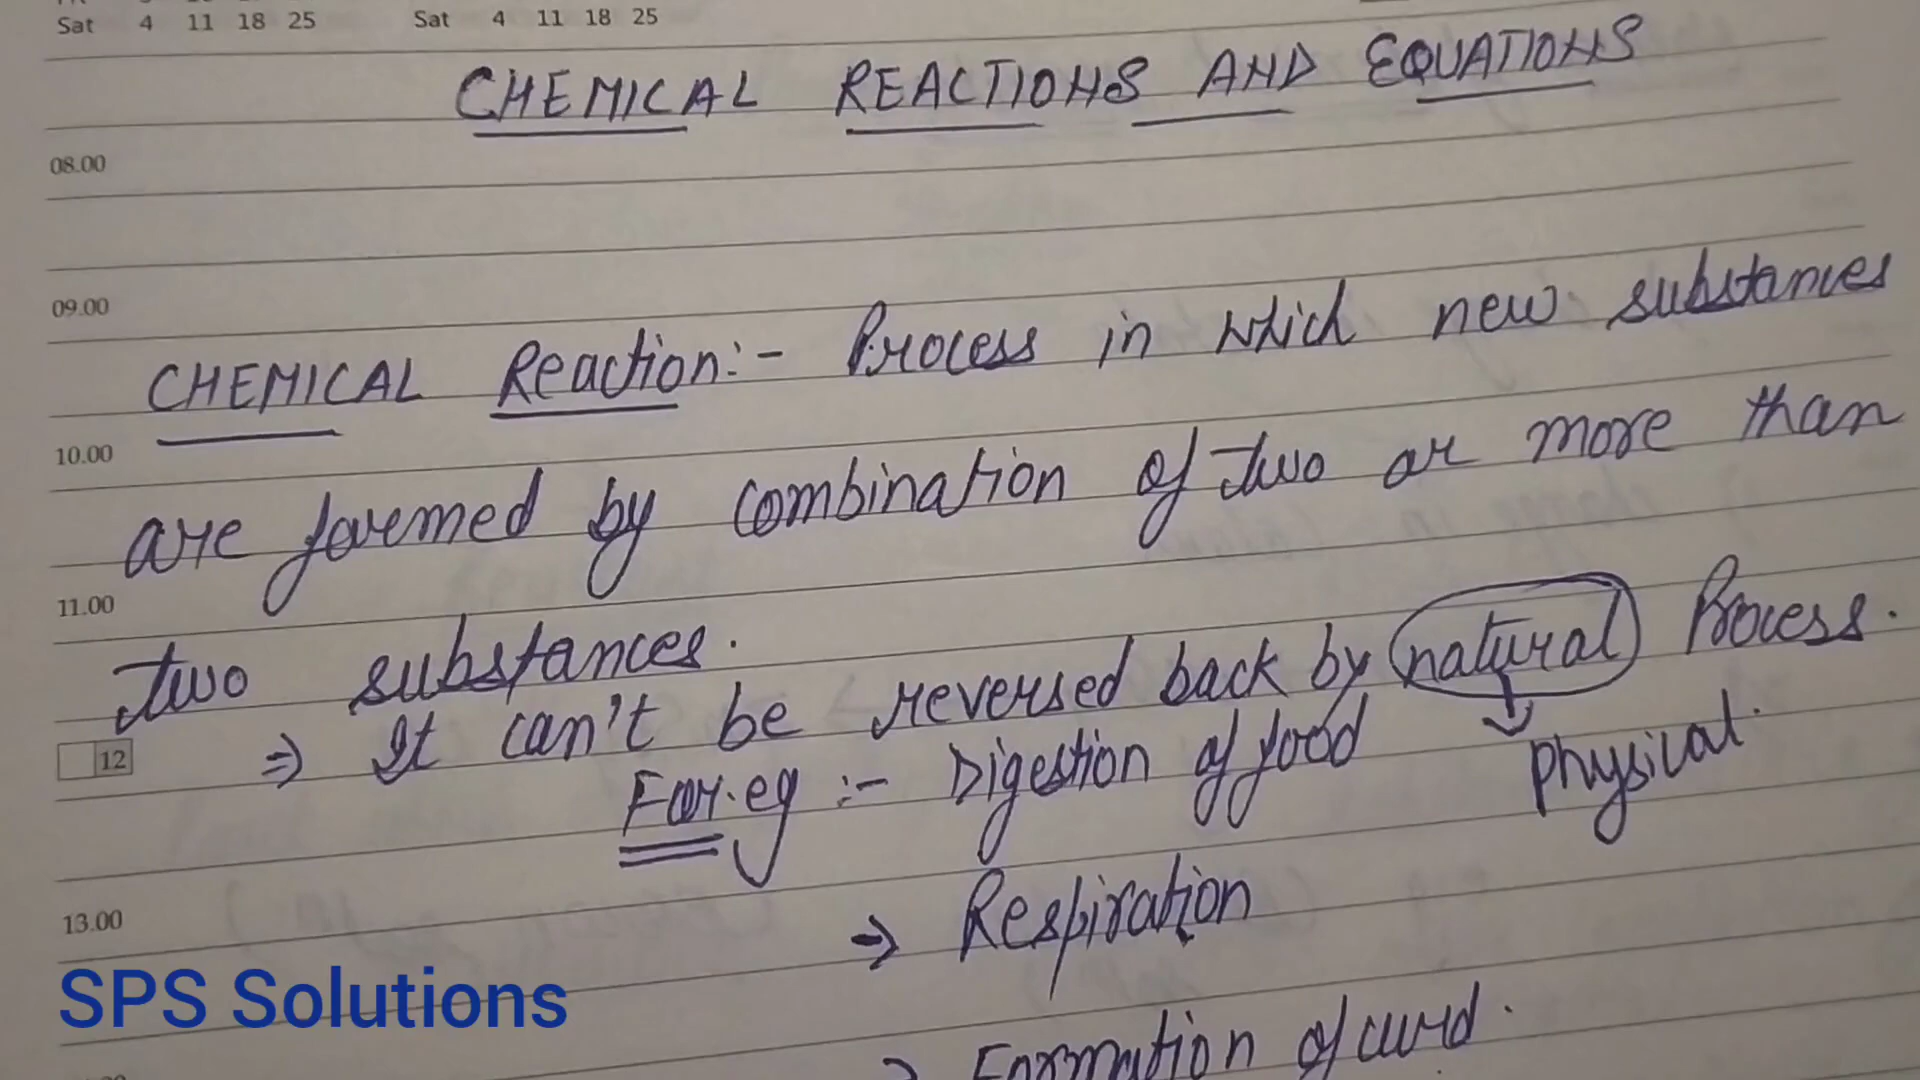 Sat 4 11 18 25 Sat 4 11 18 25
CHEMICAL REACTIONS AND EQUATIONS
08.00
09.00
CHEMICAL Reaction:- Process in which new substances
10.00
are formed by combination of two or more than
11.00
two substances.
⇒ It can't be reversed back by natural Process.
12
Physical.
For.eg :- Digestion of food
13.00
⇒ Respiration
SPS Solutions
Formation of curd.